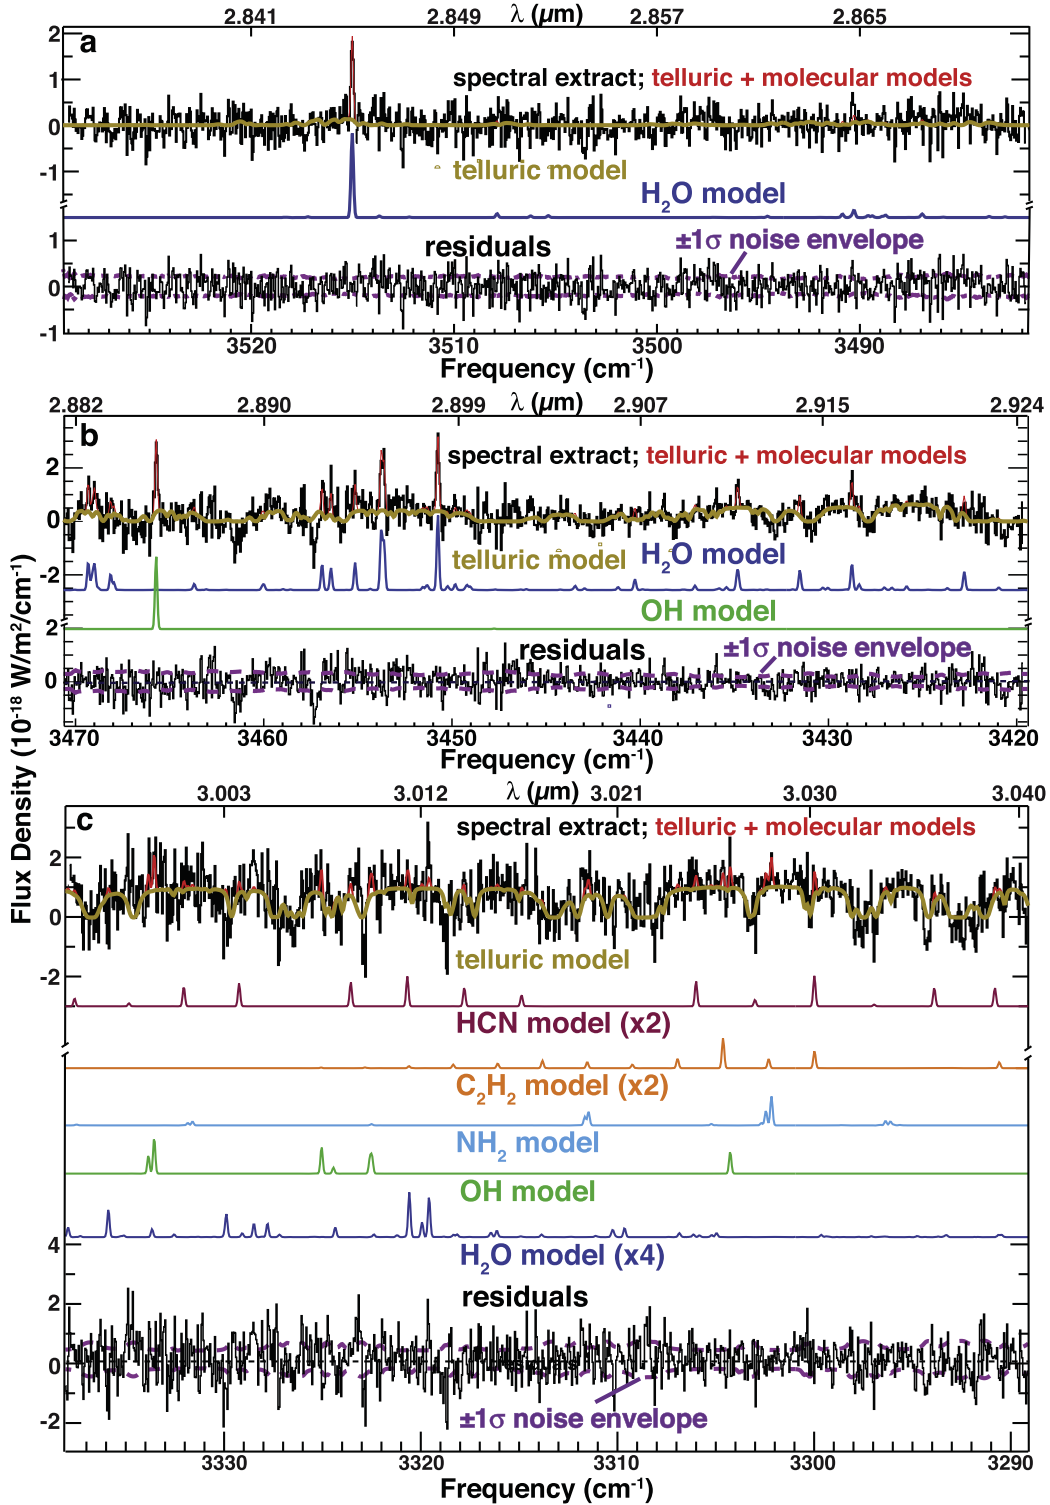 2.841 2.849 λ (μm) 2.857 2.865
a
2
spectral extract; telluric + molecular models
1
0
-1
telluric model
H2O model
1
residuals
±1σ noise envelope
0
-1
3520 3510 3500 3490
Frequency (cm-1)
2.882 2.890 2.899 λ (μm) 2.907 2.915 2.924
b
spectral extract; telluric + molecular models
2
0
telluric model
H2O model
-2
OH model
2
residuals
±1σ noise envelope
0
3470 3460 3450 3440 3430 3420
Frequency (cm-1)
Flux Density (10-18 W/m2/cm-1)
3.003 3.012 λ (μm) 3.021 3.030 3.040
c
spectral extract; telluric + molecular models
2
0
telluric model
-2
HCN model (x2)
C2H2 model (x2)
NH2 model
OH model
H2O model (x4)
4
residuals
2
0
-2
±1σ noise envelope
3330 3320 3310 3300 3290
Frequency (cm-1)